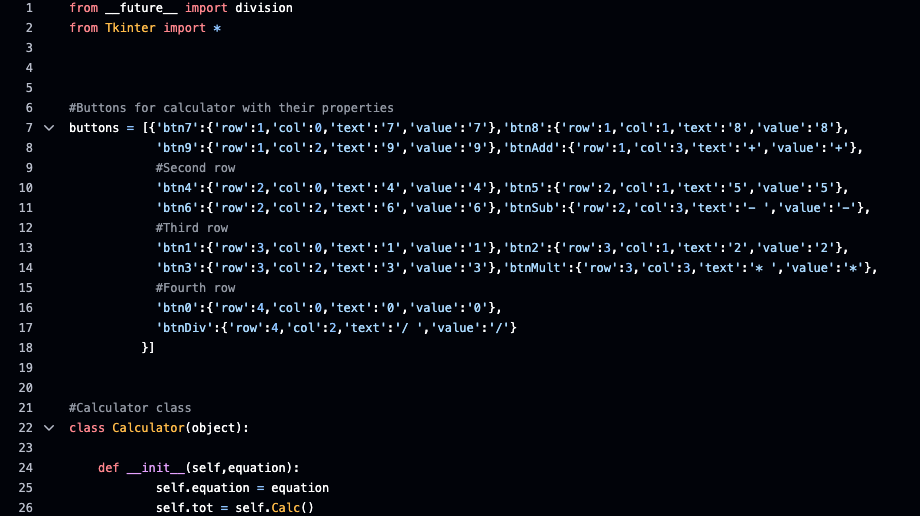 1 from __future__ import division
2 from Tkinter import *
3
4
5
6 #Buttons for calculator with their properties
7 buttons = [{'btn7':{'row':1,'col':0,'text':'7','value':'7'},'btn8':{'row':1,'col':1,'text':'8','value':'8'},
8 'btn9':{'row':1,'col':2,'text':'9','value':'9'},'btnAdd':{'row':1,'col':3,'text':'+','value':'+'},
9 #Second row
10 'btn4':{'row':2,'col':0,'text':'4','value':'4'},'btn5':{'row':2,'col':1,'text':'5','value':'5'},
11 'btn6':{'row':2,'col':2,'text':'6','value':'6'},'btnSub':{'row':2,'col':3,'text':'- ','value':'-'},
12 #Third row
13 'btn1':{'row':3,'col':0,'text':'1','value':'1'},'btn2':{'row':3,'col':1,'text':'2','value':'2'},
14 'btn3':{'row':3,'col':2,'text':'3','value':'3'},'btnMult':{'row':3,'col':3,'text':'* ','value':'*'},
15 #Fourth row
16 'btn0':{'row':4,'col':0,'text':'0','value':'0'},
17 'btnDiv':{'row':4,'col':2,'text':'/ ','value':'/'}
18 }]
19
20
21 #Calculator class
22 class Calculator(object):
23
24 def __init__(self,equation):
25 self.equation = equation
26 self.tot = self.Calc()